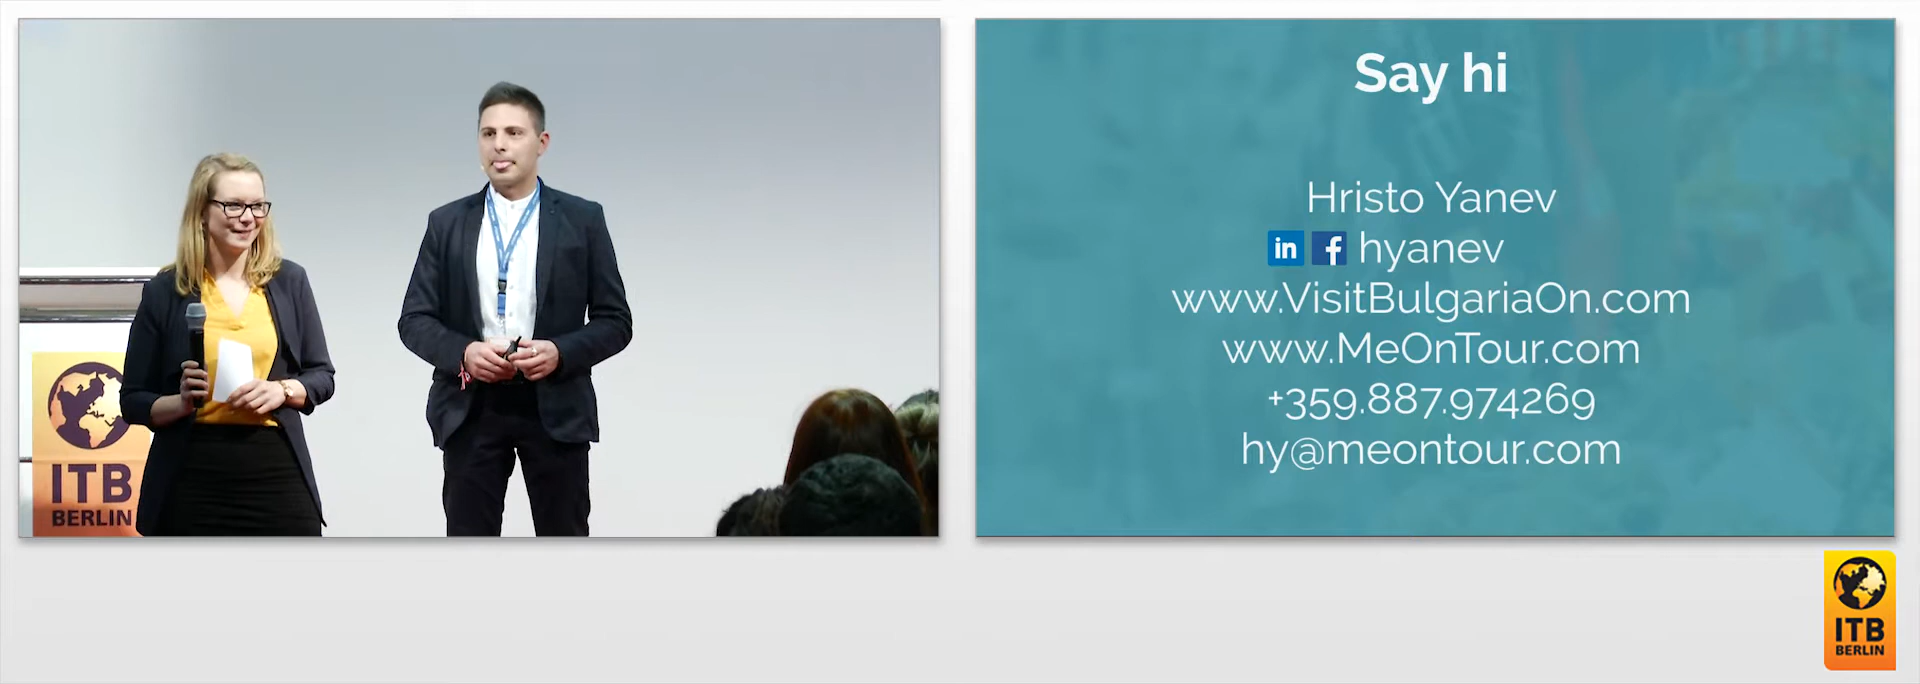 ITB
BERLIN
Say hi
Hristo Yanev
in f hyanev
www.VisitBulgariaOn.com
www.MeOnTour.com
+359.887.974269
hy@meontour.com
ITB
BERLIN